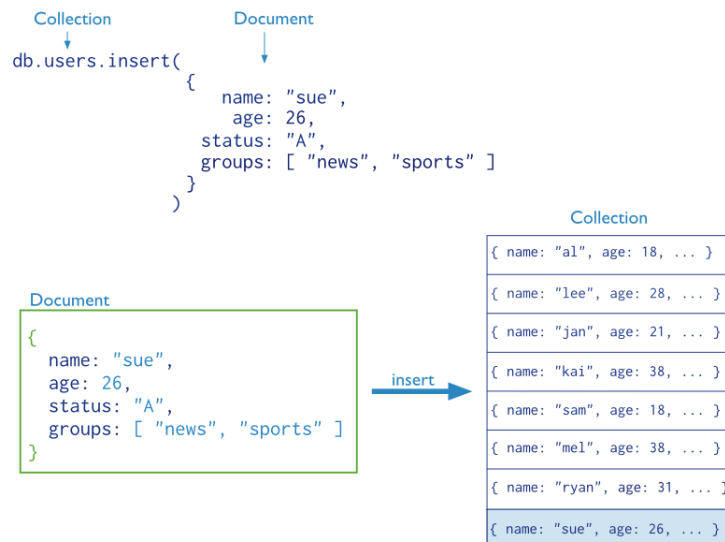 Collection
Document
db.users.insert(
{
name: "sue",
age: 26,
status: "A",
groups: [ "news", "sports" ]
}
)
Document
{
name: "sue",
age: 26,
status: "A",
groups: [ "news", "sports" ]
}
insert
Collection
{ name: "al", age: 18, ... }
{ name: "lee", age: 28, ... }
{ name: "jan", age: 21, ... }
{ name: "kai", age: 38, ... }
{ name: "sam", age: 18, ... }
{ name: "mel", age: 38, ... }
{ name: "ryan", age: 31, ... }
{ name: "sue", age: 26, ... }